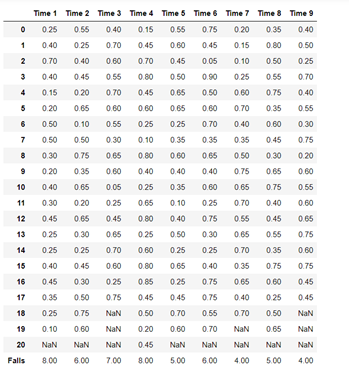 Time 1 Time 2 Time 3 Time 4 Time 5 Time 6 Time 7 Time 8 Time 9
0 0.25 0.55 0.40 0.15 0.55 0.75 0.20 0.35 0.40
1 0.40 0.25 0.70 0.45 0.60 0.45 0.15 0.80 0.50
2 0.70 0.40 0.60 0.70 0.45 0.05 0.10 0.50 0.25
3 0.40 0.45 0.55 0.80 0.50 0.90 0.25 0.55 0.70
4 0.15 0.20 0.70 0.45 0.65 0.50 0.60 0.75 0.40
5 0.20 0.65 0.60 0.60 0.65 0.60 0.70 0.35 0.55
6 0.50 0.10 0.55 0.25 0.25 0.70 0.40 0.60 0.30
7 0.50 0.50 0.30 0.10 0.35 0.35 0.35 0.45 0.75
8 0.30 0.75 0.65 0.80 0.60 0.65 0.50 0.30 0.20
9 0.20 0.35 0.60 0.40 0.40 0.40 0.75 0.65 0.60
10 0.40 0.65 0.05 0.25 0.35 0.60 0.65 0.75 0.55
11 0.30 0.20 0.25 0.65 0.10 0.25 0.70 0.40 0.60
12 0.45 0.65 0.45 0.80 0.40 0.75 0.55 0.45 0.65
13 0.25 0.30 0.65 0.25 0.50 0.30 0.65 0.55 0.75
14 0.25 0.25 0.70 0.60 0.25 0.25 0.70 0.35 0.60
15 0.40 0.45 0.60 0.80 0.65 0.40 0.35 0.75 0.75
16 0.45 0.30 0.25 0.85 0.25 0.75 0.65 0.60 0.45
17 0.35 0.50 0.75 0.45 0.45 0.75 0.40 0.25 0.45
18 0.25 0.75 NaN 0.50 0.70 0.55 0.70 0.50 NaN
19 0.10 0.60 NaN 0.20 0.60 0.70 NaN 0.65 NaN
20 NaN NaN NaN 0.45 NaN NaN NaN NaN NaN
Falls 8.00 6.00 7.00 8.00 5.00 6.00 4.00 5.00 4.00